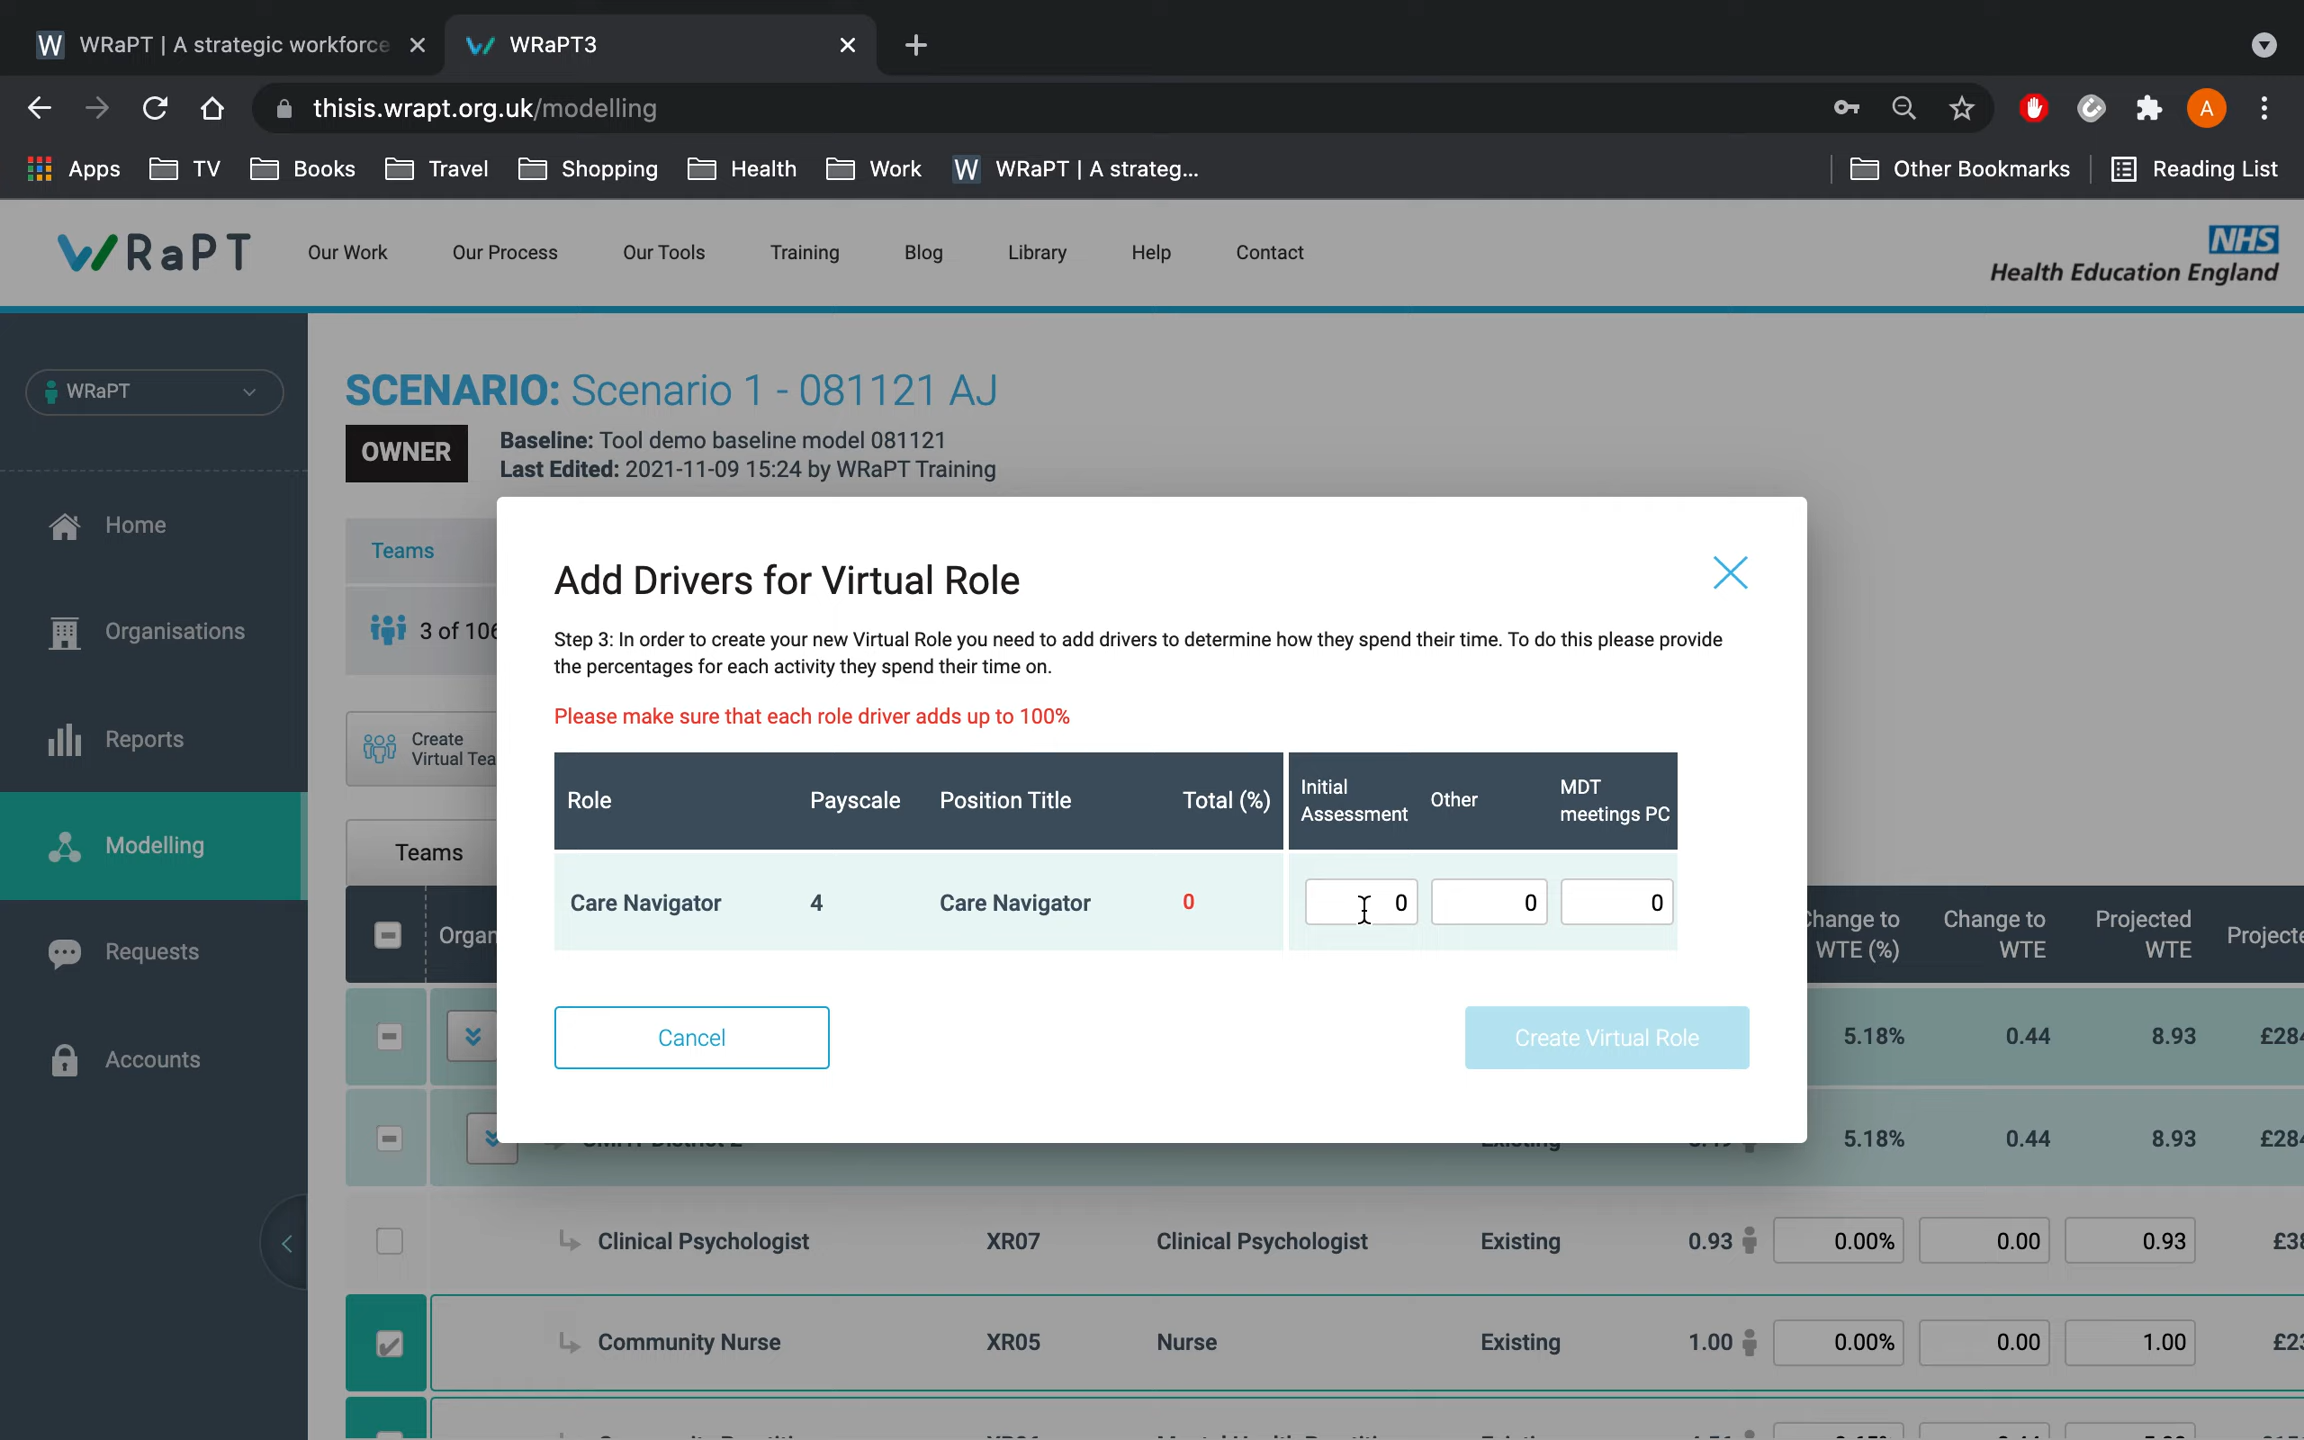 WRaPT | A strategic workforce
WRaPT3
thisis.wrapt.org.uk/modelling
A
Apps
TV
Books
Travel
Shopping
Health
Work
WRaPT | A strateg...
Other Bookmarks
Reading List
WRaPT
Our Work
Our Process
Our Tools
Training
Blog
Library
Help
Contact
NHS
Health Education England
WRaPT
Home
Organisations
Reports
Modelling
Requests
Accounts
SCENARIO: Scenario 1 - 081121 AJ
OWNER
Baseline: Tool demo baseline model 081121
Last Edited: 2021-11-09 15:24 by WRaPT Training
Teams
3 of 106
Create
Virtual Tea
Teams
Add Drivers for Virtual Role
Step 3: In order to create your new Virtual Role you need to add drivers to determine how they spend their time. To do this please provide
the percentages for each activity they spend their time on.
Please make sure that each role driver adds up to 100%
Role Payscale Position Title Total (%) Initial Assessment Other MDT meetings PC
Care Navigator 4 Care Navigator 0 0 0 0
Cancel
Create Virtual Role
Organ Change to WTE (%) Change to WTE Projected WTE Projecte
5.18% 0.44 8.93 £284
5.18% 0.44 8.93 £284
Clinical Psychologist XR07 Clinical Psychologist Existing 0.93 0.00% 0.00 0.93 £38
Community Nurse XR05 Nurse Existing 1.00 0.00% 0.00 1.00 £23